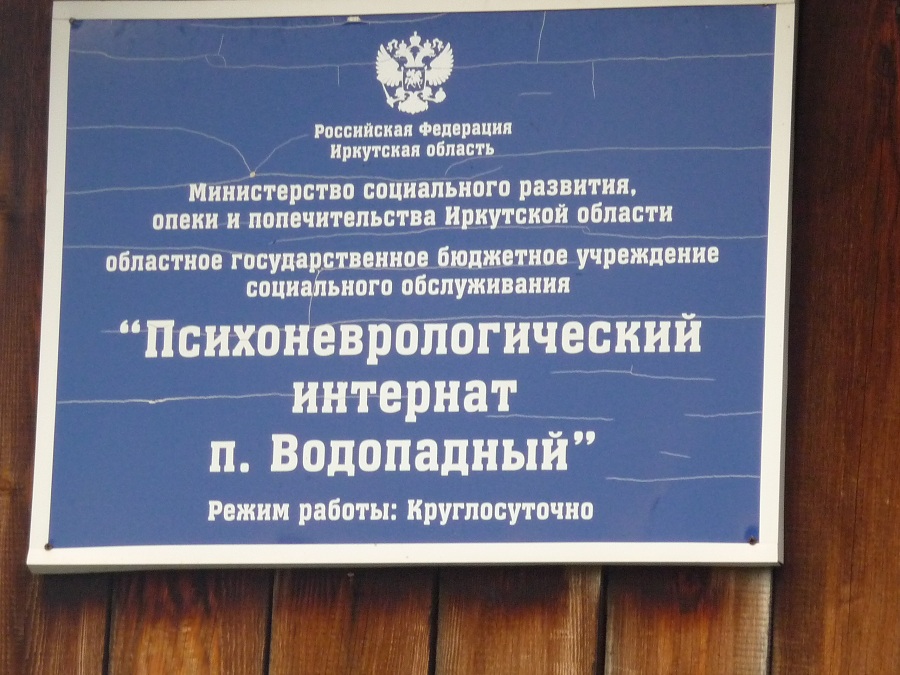 Российская Федерация
Иркутская область
Министерство социального развития,
опеки и попечительства Иркутской области
областное государственное бюджетное учреждение
социального обслуживания
“Психоневрологический
интернат
п. Водопадный”
Режим работы: Круглосуточно